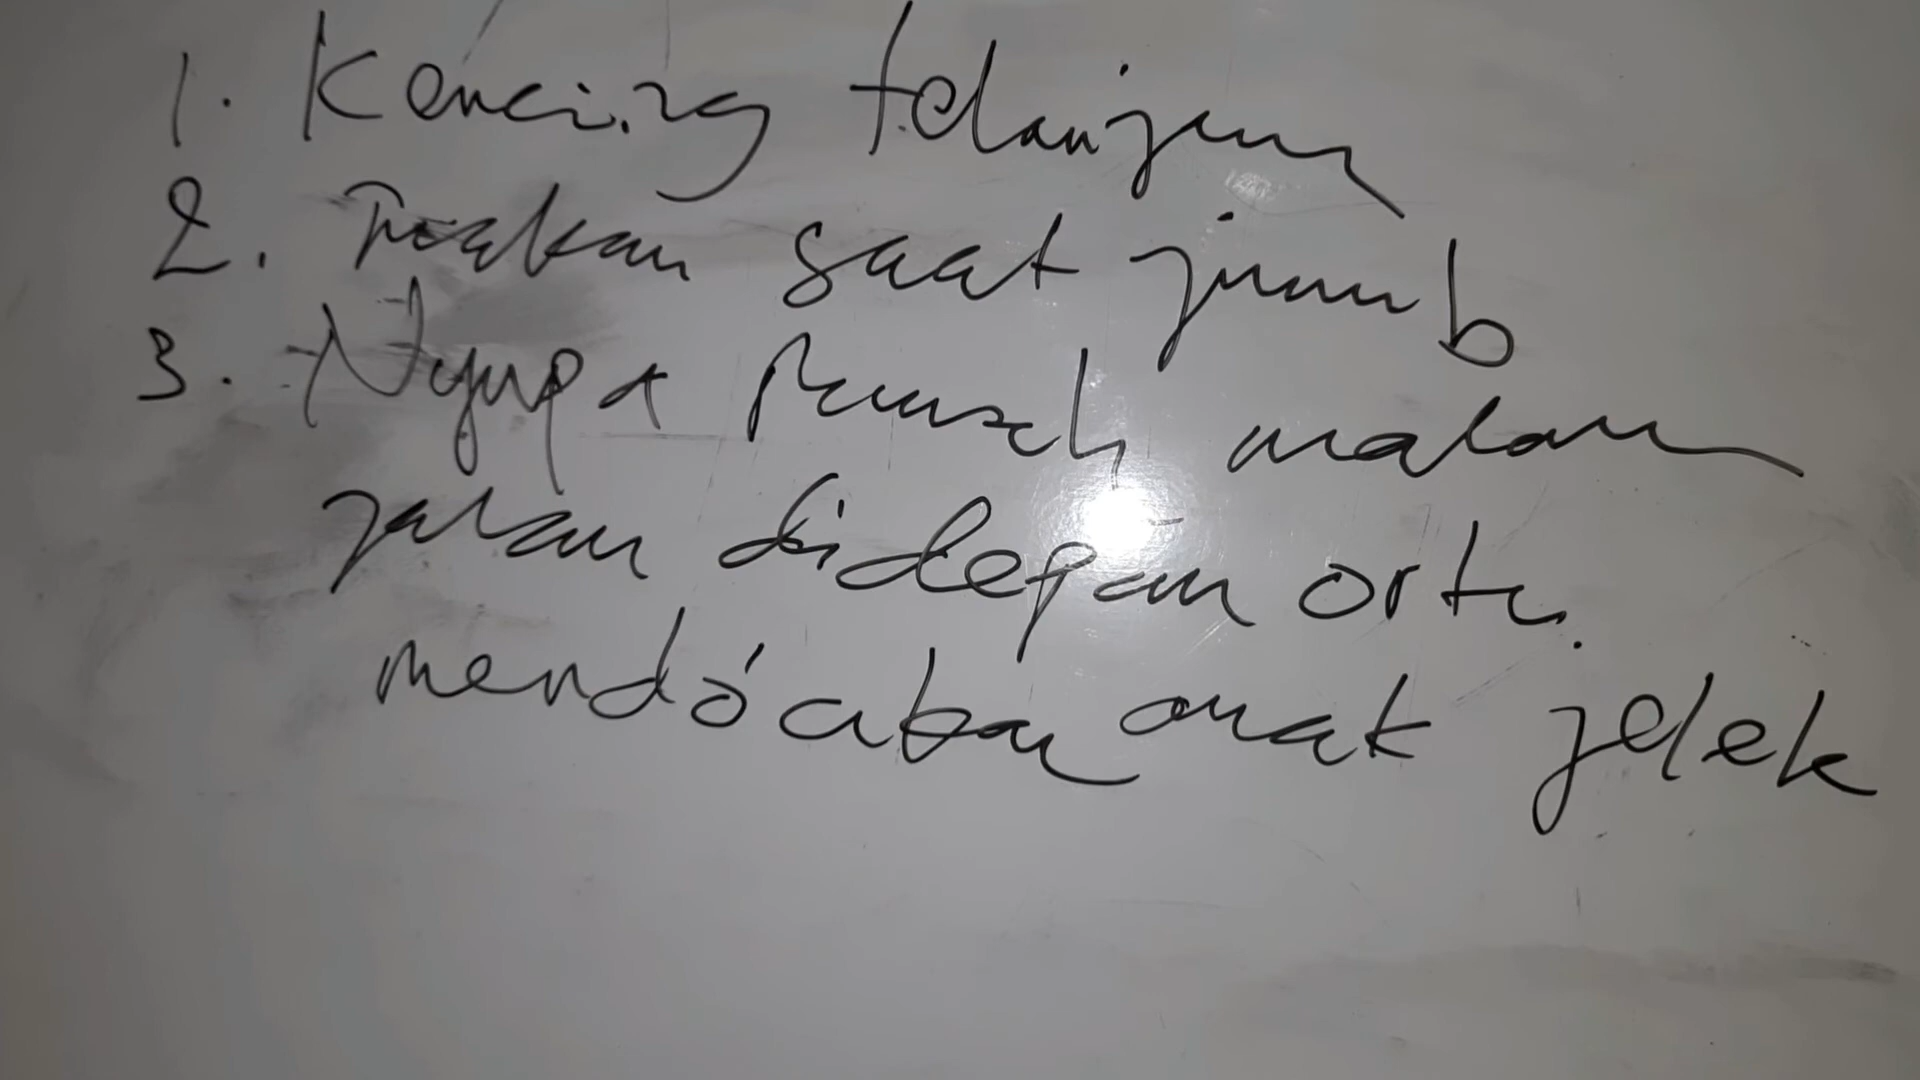 1. Kencing telanjang
2. Makan saat junub
3. Nyapu Rumah malam
jalan didepan ortu.
mendo'akan anak jelek